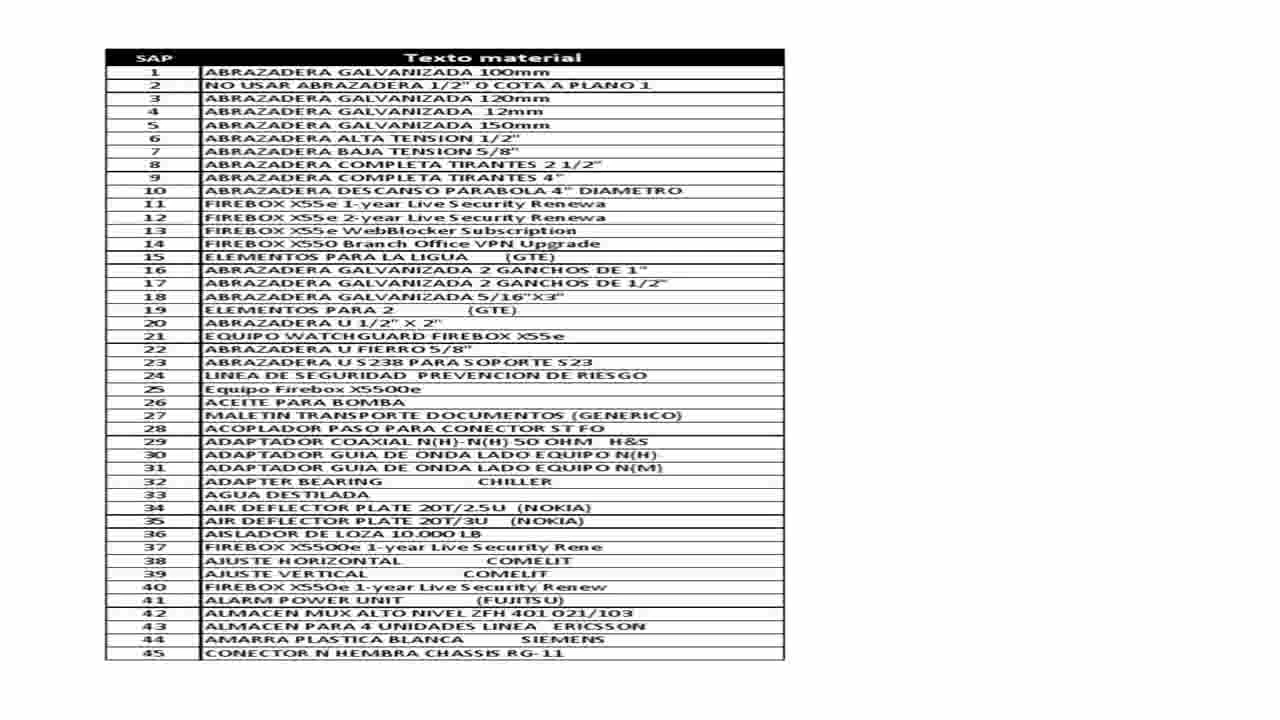 SAP Texto material
1 ABRAZADERA GALVANIZADA 100mm
2 NO USAR ABRAZADERA 1/2" 0 COTA A PLANO 1
3 ABRAZADERA GALVANIZADA 120mm
4 ABRAZADERA GALVANIZADA 12mm
5 ABRAZADERA GALVANIZADA 150mm
6 ABRAZADERA ALTA TENSION 1/2"
7 ABRAZADERA BAJA TENSION 5/8"
8 ABRAZADERA COMPLETA TIRANTES 2 1/2"
9 ABRAZADERA COMPLETA TIRANTES 4"
10 ABRAZADERA DESCANSO PARABOLA 4" DIAMETRO
11 FIREBOX X55e 1-year Live Security Renewa
12 FIREBOX X55e 2-year Live Security Renewa
13 FIREBOX X55e WebBlocker Subscription
14 FIREBOX X550 Branch Office VPN Upgrade
15 ELEMENTOS PARA LA LIGUA (GTE)
16 ABRAZADERA GALVANIZADA 2 GANCHOS DE 1"
17 ABRAZADERA GALVANIZADA 2 GANCHOS DE 1/2"
18 ABRAZADERA GALVANIZADA 5/16"X3"
19 ELEMENTOS PARA 2 (GTE)
20 ABRAZADERA U 1/2" X 2"
21 EQUIPO WATCHGUARD FIREBOX X55e
22 ABRAZADERA U FIERRO 5/8"
23 ABRAZADERA U S238 PARA SOPORTE S23
24 LINEA DE SEGURIDAD PREVENCION DE RIESGO
25 Equipo Firebox X5500e
26 ACEITE PARA BOMBA
27 MALETIN TRANSPORTE DOCUMENTOS (GENERICO)
28 ACOPLADOR PASO PARA CONECTOR ST FO
29 ADAPTADOR COAXIAL N(H)-N(H) 50 OHM H&S
30 ADAPTADOR GUIA DE ONDA LADO EQUIPO N(H)
31 ADAPTADOR GUIA DE ONDA LADO EQUIPO N(M)
32 ADAPTER BEARING CHILLER
33 AGUA DESTILADA
34 AIR DEFLECTOR PLATE 20T/2.5U (NOKIA)
35 AIR DEFLECTOR PLATE 20T/3U (NOKIA)
36 AISLADOR DE LOZA 10.000 LB
37 FIREBOX X5500e 1-year Live Security Rene
38 AJUSTE HORIZONTAL COMELIT
39 AJUSTE VERTICAL COMELIT
40 FIREBOX X550e 1-year Live Security Renew
41 ALARM POWER UNIT (FUJITSU)
42 ALMACEN MUX ALTO NIVEL ZFH 401 021/103
43 ALMACEN PARA 4 UNIDADES LINEA ERICSSON
44 AMARRA PLASTICA BLANCA SIEMENS
45 CONECTOR N HEMBRA CHASSIS RG-11